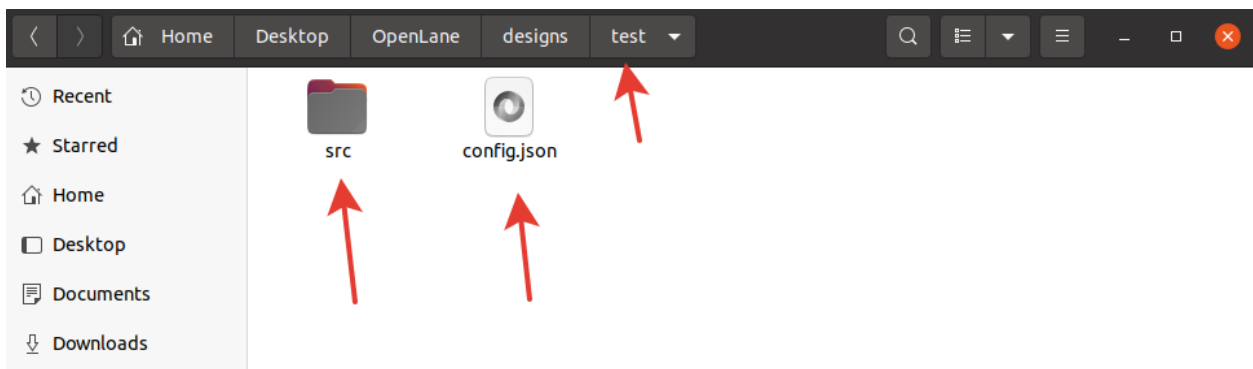 Home Desktop OpenLane designs test
Recent
Starred
Home
Desktop
Documents
Downloads
src
config.json